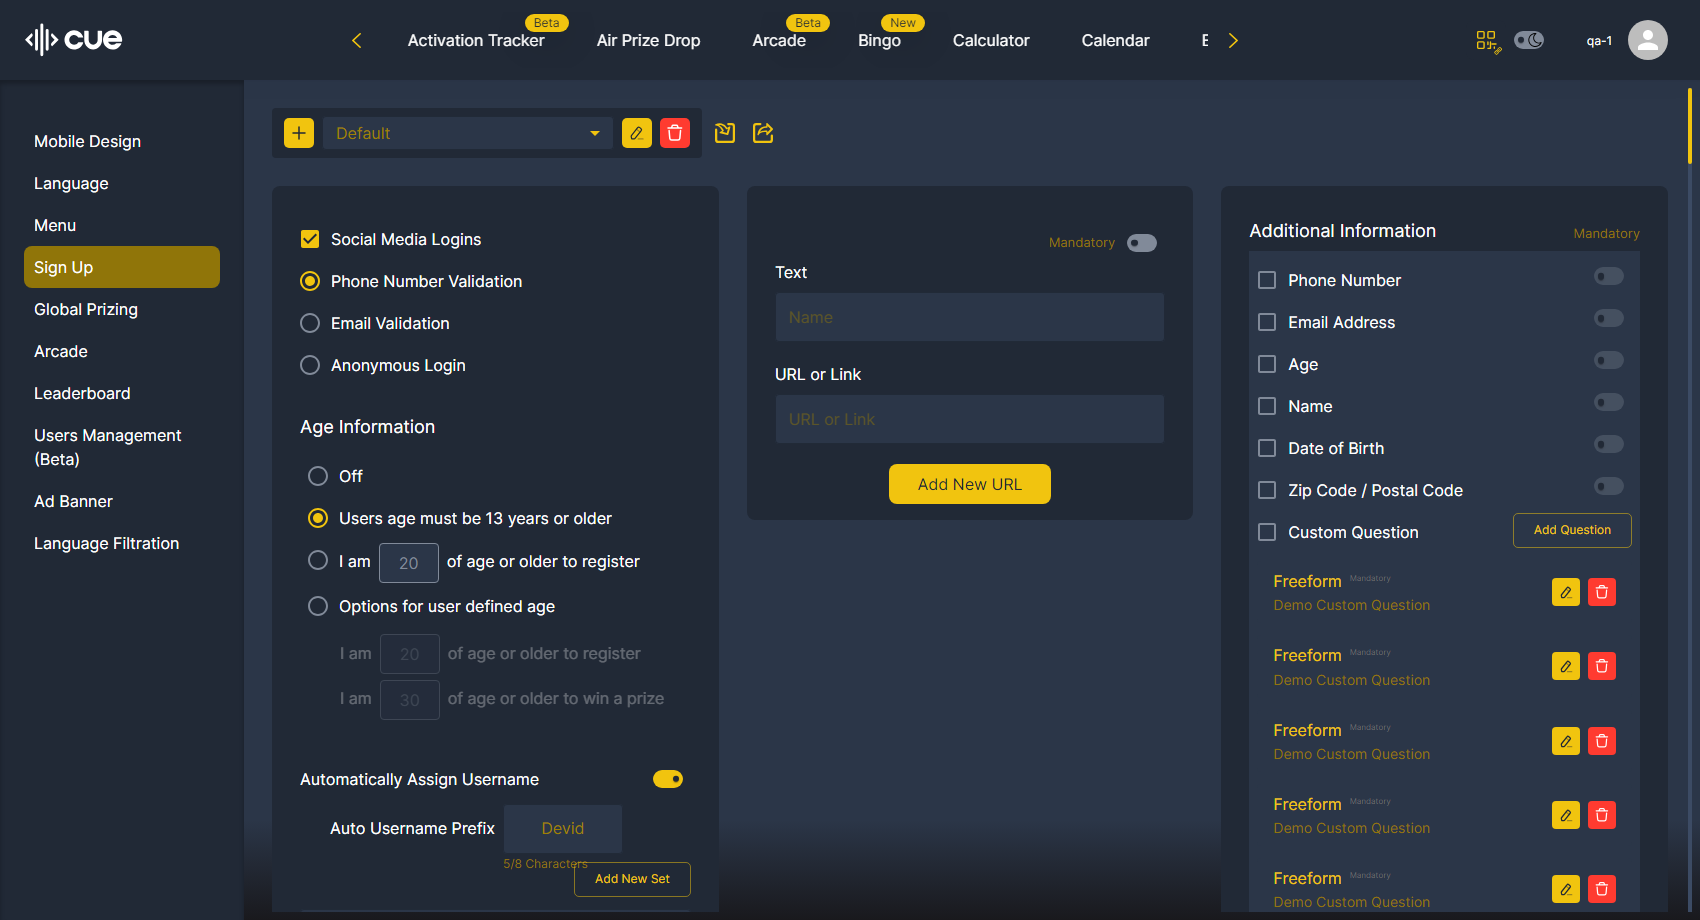 cue
Activation Tracker
Beta
Air Prize Drop
Arcade
Beta
Bingo
New
Calculator
Calendar
qa-1
Mobile Design
Language
Menu
Sign Up
Global Prizing
Arcade
Leaderboard
Users Management
(Beta)
Ad Banner
Language Filtration
Default
Social Media Logins
Phone Number Validation
Email Validation
Anonymous Login
Age Information
Off
Users age must be 13 years or older
I am 20 of age or older to register
Options for user defined age
I am 20 of age or older to register
I am 30 of age or older to win a prize
Automatically Assign Username
Auto Username Prefix Devid
5/8 Characters
Add New Set
Mandatory
Text
Name
URL or Link
URL or Link
Add New URL
Additional Information Mandatory
Phone Number
Email Address
Age
Name
Date of Birth
Zip Code / Postal Code
Custom Question Add Question
Freeform Mandatory
Demo Custom Question
Freeform Mandatory
Demo Custom Question
Freeform Mandatory
Demo Custom Question
Freeform Mandatory
Demo Custom Question
Freeform Mandatory
Demo Custom Question